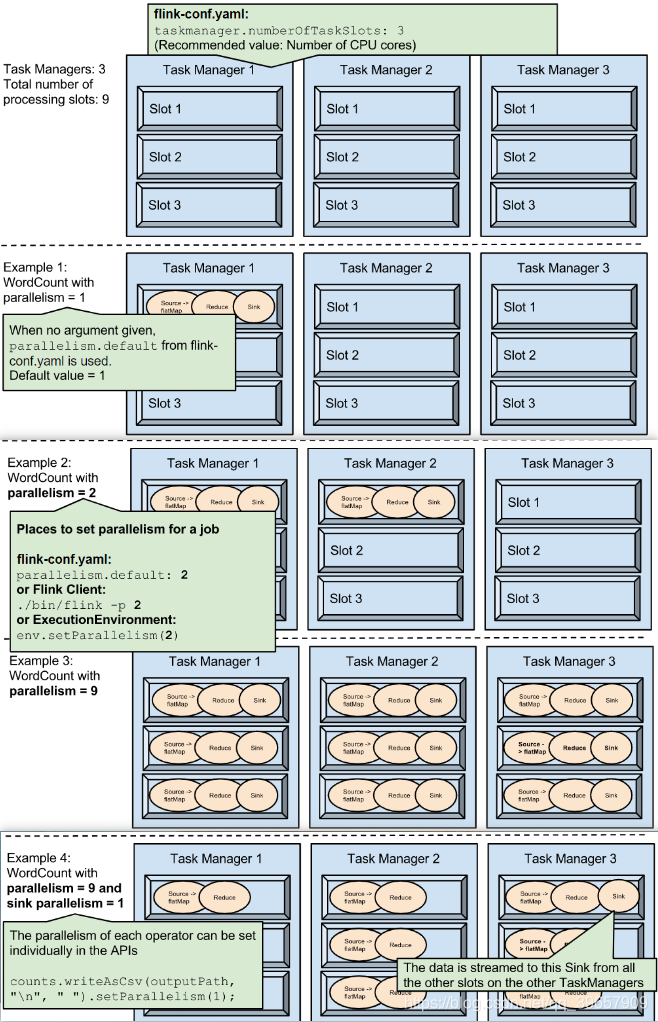 flink-conf.yaml:
taskmanager.numberOfTaskSlots: 3
(Recommended value: Number of CPU cores)
Task Managers: 3
Total number of
processing slots: 9
Task Manager 1
Slot 1
Slot 2
Slot 3
Task Manager 2
Slot 1
Slot 2
Slot 3
Task Manager 3
Slot 1
Slot 2
Slot 3
Example 1:
WordCount with
parallelism = 1
When no argument given,
parallelism.default from flink-
conf.yaml is used.
Default value = 1
Task Manager 1
Source ->
flatMap
Reduce
Sink
Slot 3
Task Manager 2
Slot 1
Slot 2
Slot 3
Task Manager 3
Slot 1
Slot 2
Slot 3
Example 2:
WordCount with
parallelism = 2
Places to set parallelism for a job
flink-conf.yaml:
parallelism.default: 2
or Flink Client:
./bin/flink -p 2
or ExecutionEnvironment:
env.setParallelism(2)
Task Manager 1
Source ->
flatMap
Reduce
Sink
Task Manager 2
Source ->
flatMap
Reduce
Sink
Slot 2
Slot 3
Task Manager 3
Slot 1
Slot 2
Slot 3
Example 3:
WordCount with
parallelism = 9
Task Manager 1
Source ->
flatMap
Reduce
Sink
Source ->
flatMap
Reduce
Sink
Source ->
flatMap
Reduce
Sink
Task Manager 2
Source ->
flatMap
Reduce
Sink
Source ->
flatMap
Reduce
Sink
Source ->
flatMap
Reduce
Sink
Task Manager 3
Source ->
flatMap
Reduce
Sink
Source -
> flatMap
Reduce
Sink
Source ->
flatMap
Reduce
Sink
Example 4:
WordCount with
parallelism = 9 and
sink parallelism = 1
The parallelism of each operator can be set
individually in the APIs
counts.writeAsCsv(outputPath,
"\n", " ").setParallelism(1);
Task Manager 1
Source ->
flatMap
Reduce
Task Manager 2
Source ->
flatMap
Reduce
Source ->
flatMap
Reduce
flatMap
Reduce
Task Manager 3
Source ->
flatMap
Reduce
Sink
Source -
> flatMap
flatMap
Reduce
The data is streamed to this Sink from all
the other slots on the other TaskManagers